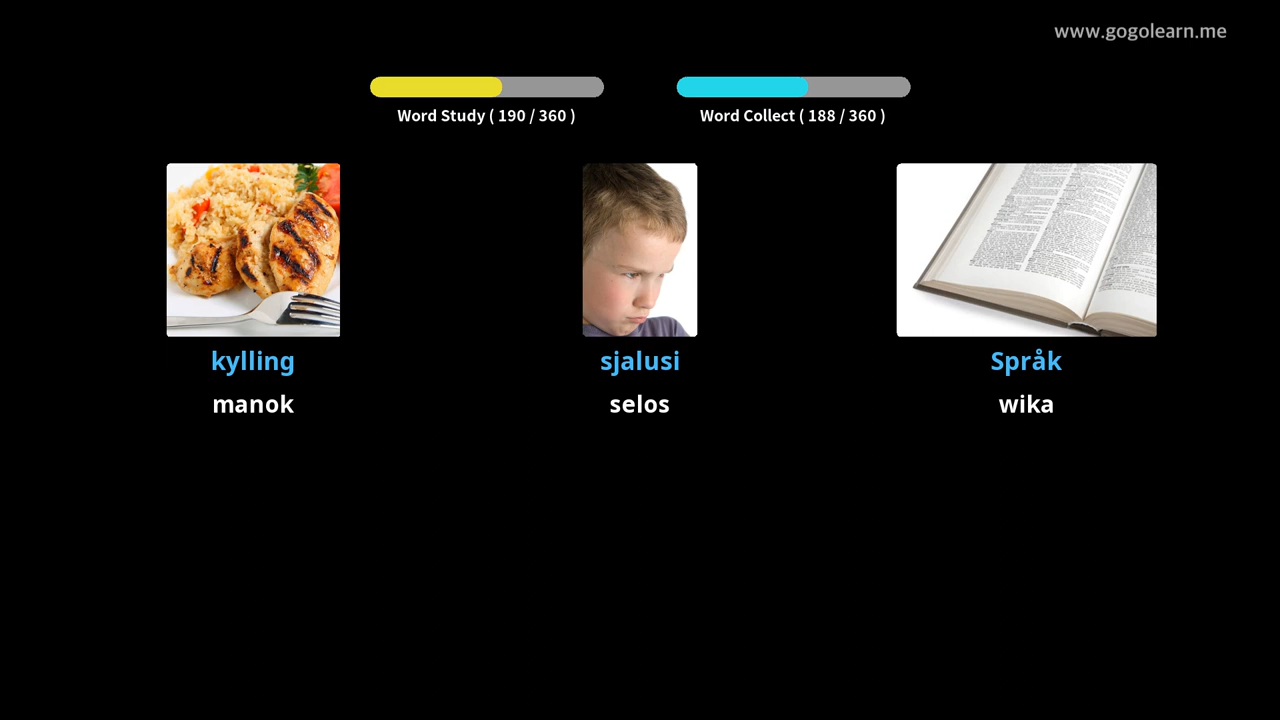 www.gogolearn.me
Word Study ( 190 / 360 )
Word Collect ( 188 / 360 )
kylling
sjalusi
Språk
manok
selos
wika